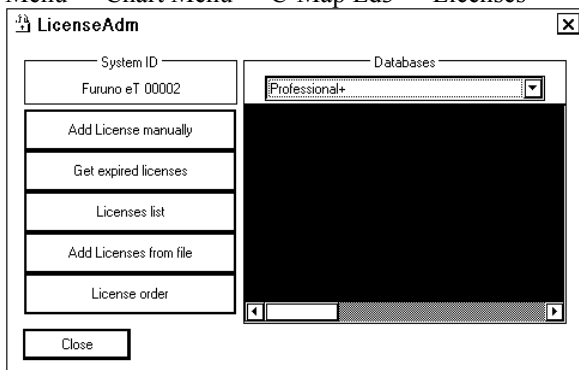 Menu Chart Menu C-Map Ed3 Licenses
LicenseAdm
System ID
Furuno eT 00002
Databases
Professional+
Add License manually
Get expired licenses
Licenses list
Add Licenses from file
License order
Close